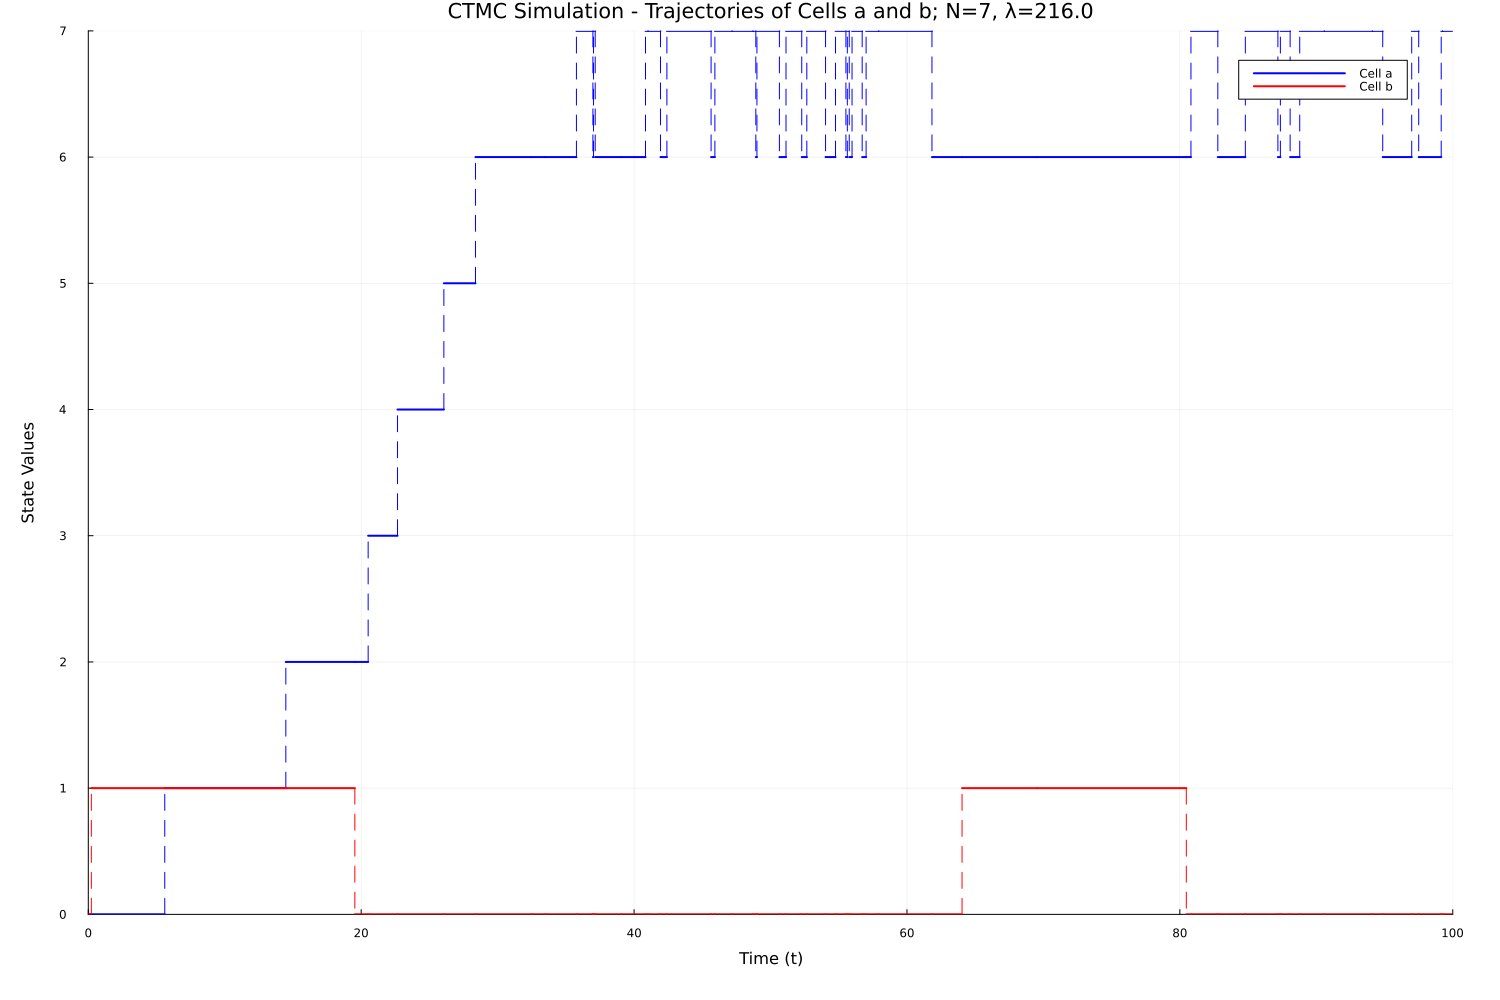 CTMC Simulation - Trajectories of Cells a and b; N=7, λ=216.0
7
Cell a
Cell b
6
5
4
3
2
1
0
State Values
0 20 40 60 80 100
Time (t)